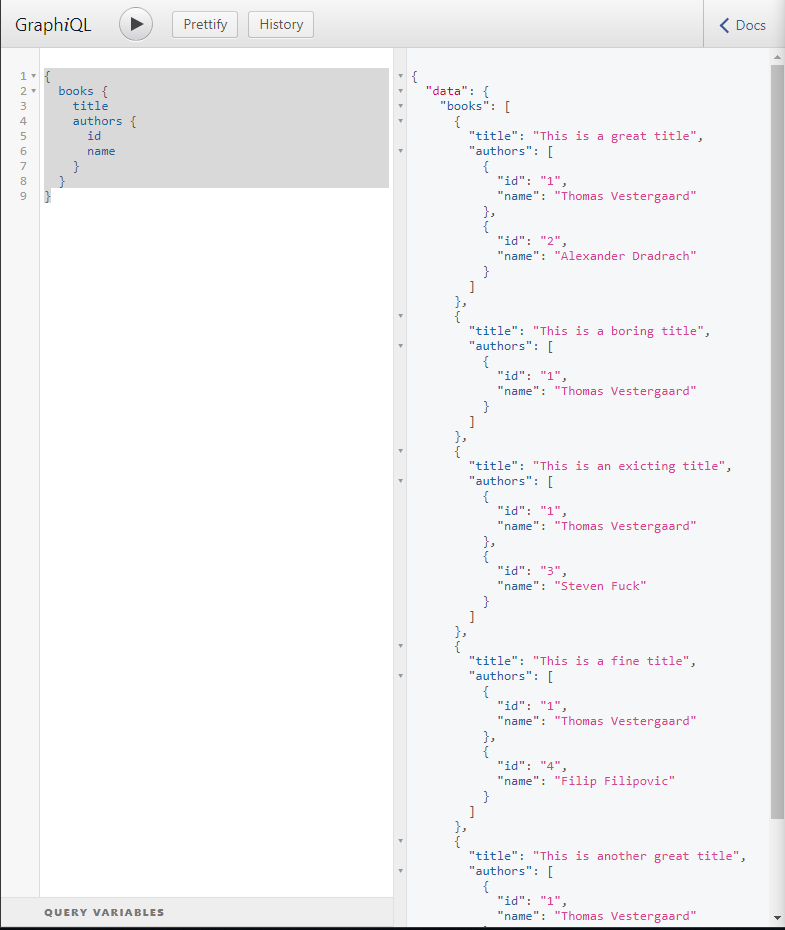 GraphiQL
Prettify
History
Docs
1 {
2   books {
3     title
4     authors {
5       id
6       name
7     }
8   }
9 }
QUERY VARIABLES
{
  "data": {
    "books": [
      {
        "title": "This is a great title",
        "authors": [
          {
            "id": "1",
            "name": "Thomas Vestergaard"
          },
          {
            "id": "2",
            "name": "Alexander Dradrach"
          }
        ]
      },
      {
        "title": "This is a boring title",
        "authors": [
          {
            "id": "1",
            "name": "Thomas Vestergaard"
          }
        ]
      },
      {
        "title": "This is an exicting title",
        "authors": [
          {
            "id": "1",
            "name": "Thomas Vestergaard"
          },
          {
            "id": "3",
            "name": "Steven Fuck"
          }
        ]
      },
      {
        "title": "This is a fine title",
        "authors": [
          {
            "id": "1",
            "name": "Thomas Vestergaard"
          },
          {
            "id": "4",
            "name": "Filip Filipovic"
          }
        ]
      },
      {
        "title": "This is another great title",
        "authors": [
          {
            "id": "1",
            "name": "Thomas Vestergaard"